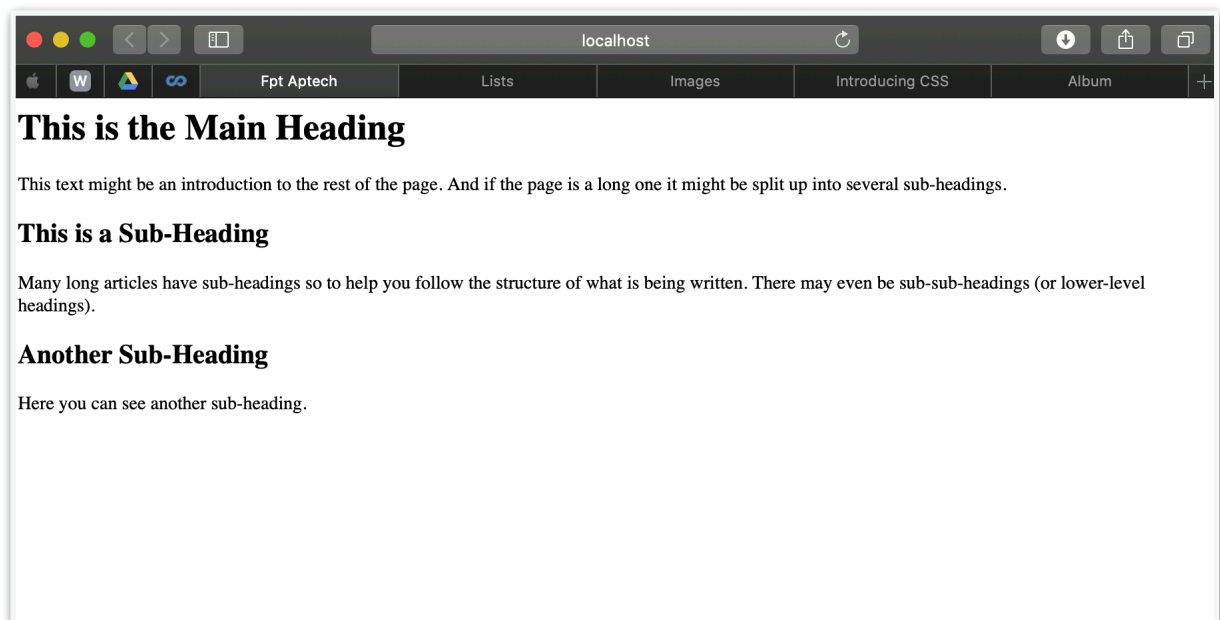 localhost
W
Fpt Aptech
Lists
Images
Introducing CSS
Album
This is the Main Heading
This text might be an introduction to the rest of the page. And if the page is a long one it might be split up into several sub-headings.
This is a Sub-Heading
Many long articles have sub-headings so to help you follow the structure of what is being written. There may even be sub-sub-headings (or lower-level
headings).
Another Sub-Heading
Here you can see another sub-heading.